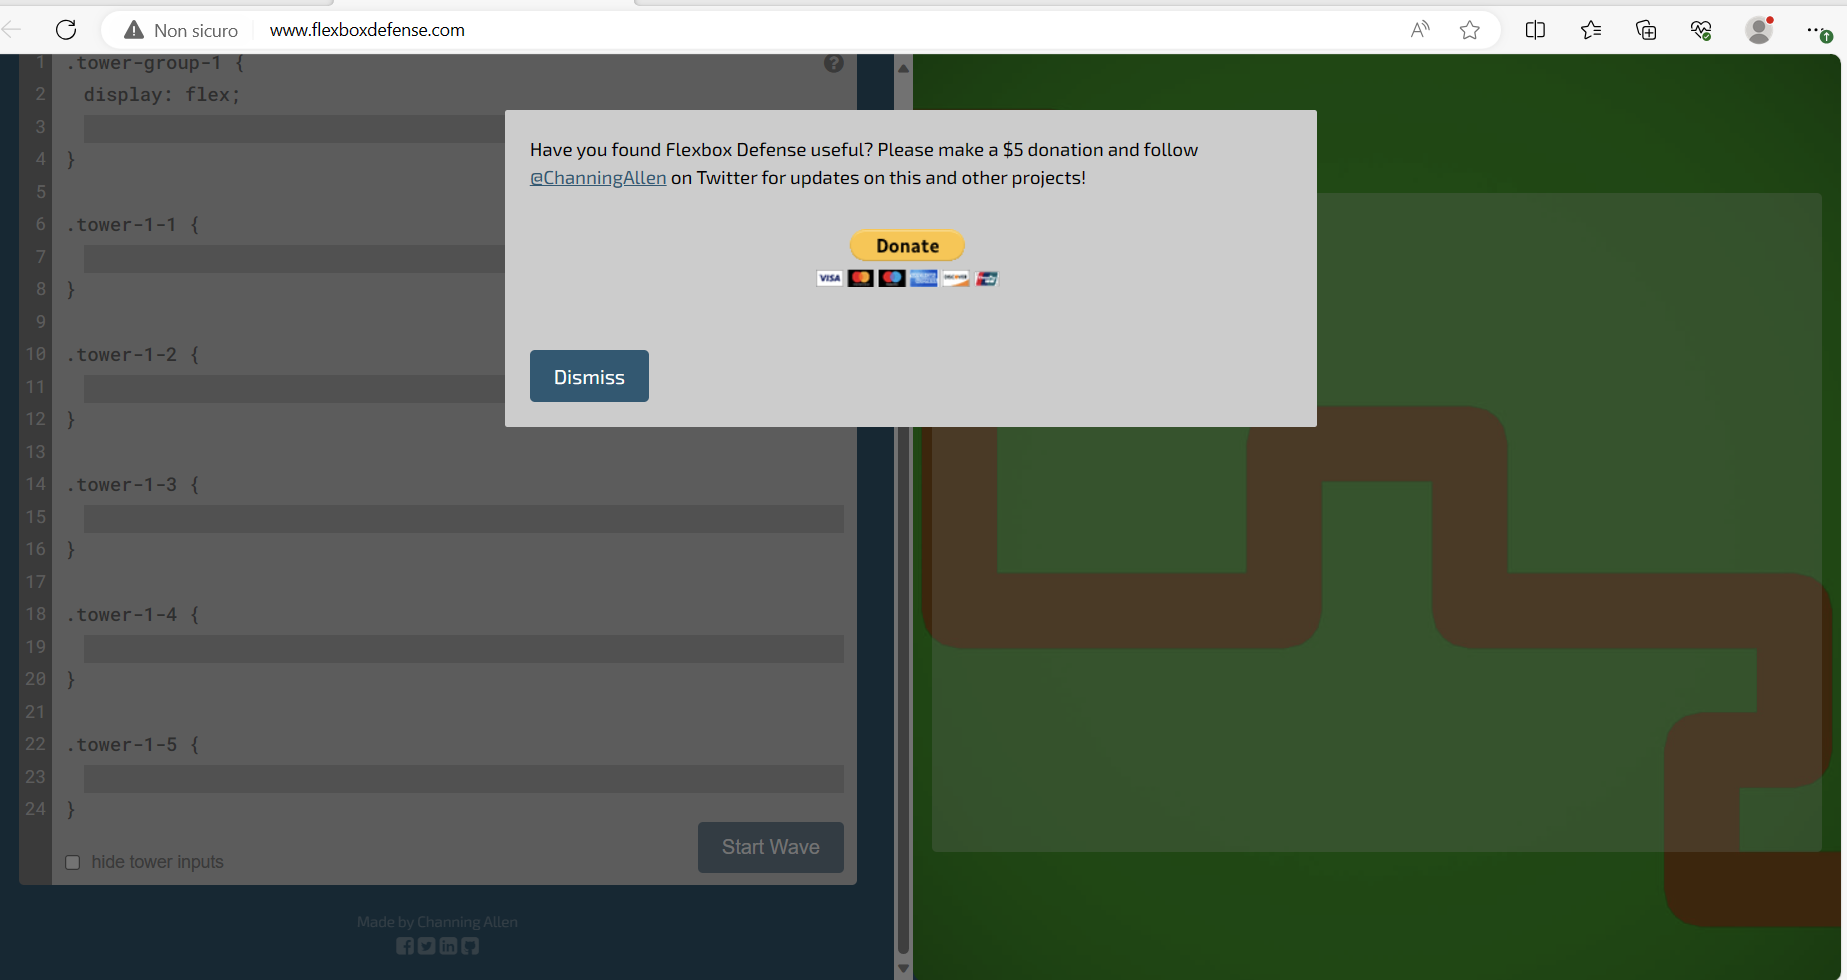 Non sicuro www.flexboxdefense.com
1 .tower-group-1 {
2 display: flex;
3
4 }
5
6 .tower-1-1 {
7
8 }
9
10 .tower-1-2 {
11
12 }
13
14 .tower-1-3 {
15
16 }
17
18 .tower-1-4 {
19
20 }
21
22 .tower-1-5 {
23
24 }
hide tower inputs
Start Wave
Made by Channing Allen
Have you found Flexbox Defense useful? Please make a $5 donation and follow
@ChanningAllen on Twitter for updates on this and other projects!
Donate
VISA
DISCOVER
Dismiss